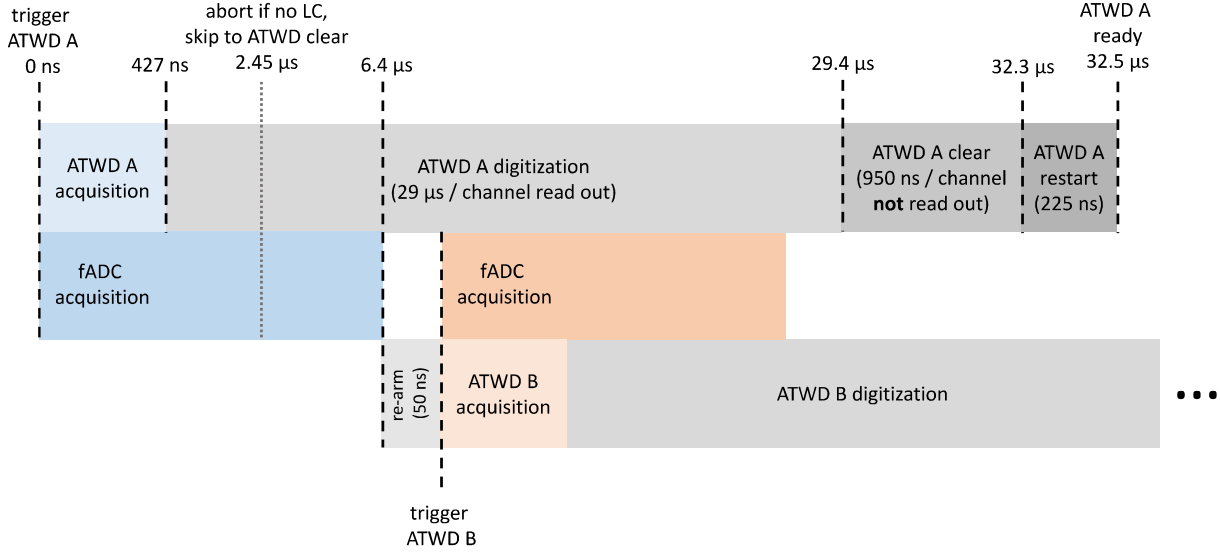 trigger
ATWD A
0 ns
427 ns
abort if no LC,
skip to ATWD clear
2.45 µs
6.4 µs
29.4 µs
32.3 µs
ATWD A
ready
32.5 µs
ATWD A
acquisition
ATWD A digitization
(29 µs / channel read out)
ATWD A clear
(950 ns / channel
not read out)
ATWD A
restart
(225 ns)
fADC
acquisition
fADC
acquisition
re-arm
(50 ns)
ATWD B
acquisition
ATWD B digitization
...
trigger
ATWD B